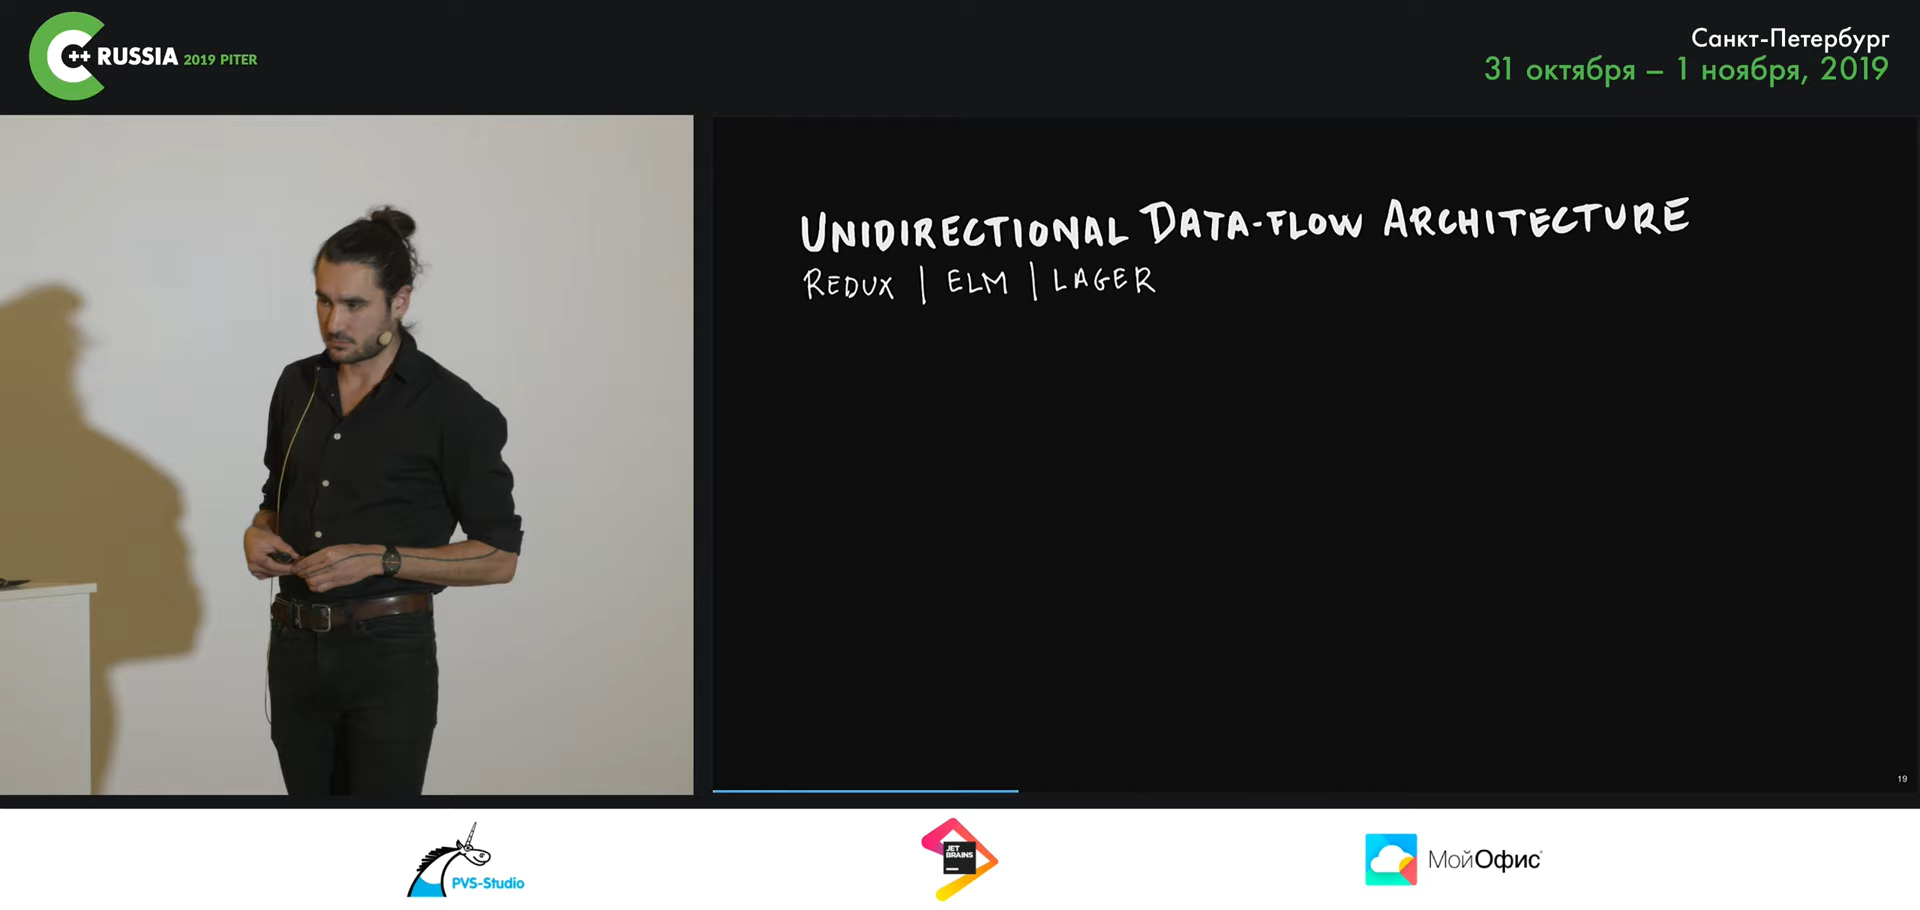 C++ RUSSIA 2019 PITER
Санкт-Петербург
31 октября – 1 ноября, 2019
UNIDIRECTIONAL DATA-FLOW ARCHITECTURE
REDUX | ELM | LAGER
19
PVS-Studio
JET
BRAINS
МойОфис